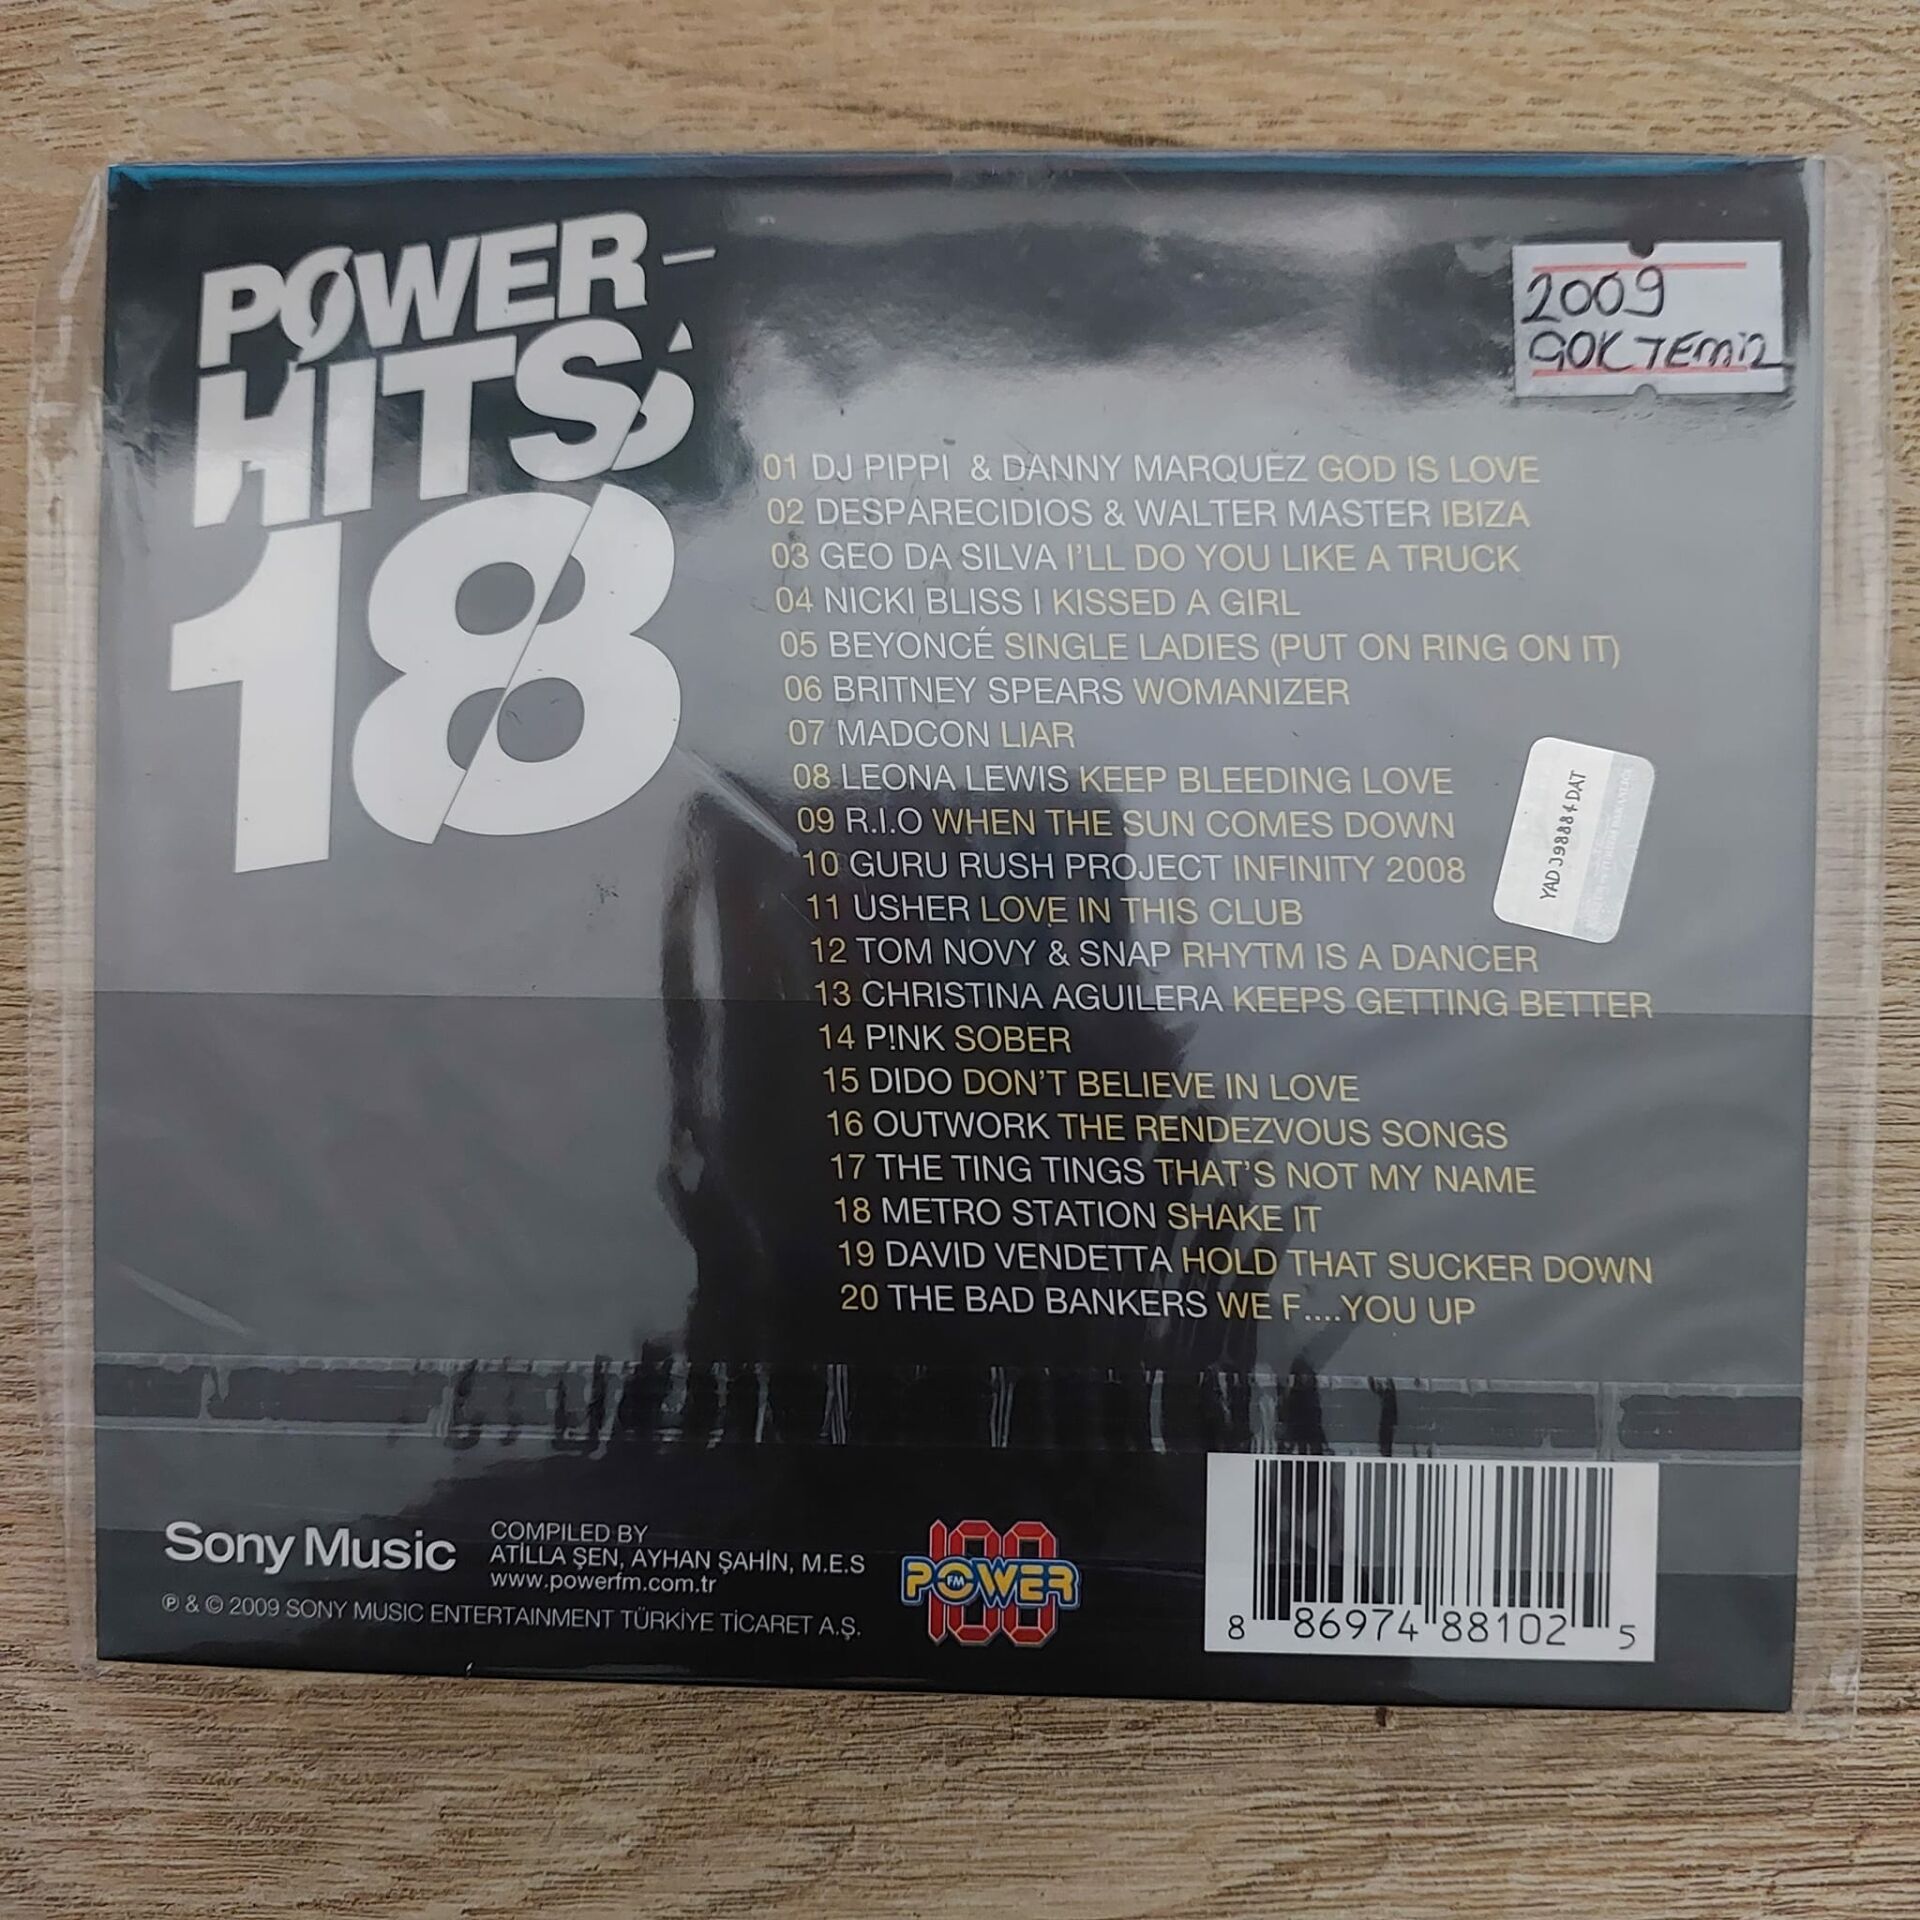 POWER-
HITS
18
2009
ÇOK TEMİZ
01 DJ PIPPI & DANNY MARQUEZ GOD IS LOVE
02 DESPARECIDIOS & WALTER MASTER IBIZA
03 GEO DA SILVA I'LL DO YOU LIKE A TRUCK
04 NICKI BLISS I KISSED A GIRL
05 BEYONCÉ SINGLE LADIES (PUT ON RING ON IT)
06 BRITNEY SPEARS WOMANIZER
07 MADCON LIAR
08 LEONA LEWIS KEEP BLEEDING LOVE
09 R.I.O WHEN THE SUN COMES DOWN
10 GURU RUSH PROJECT INFINITY 2008
11 USHER LOVE IN THIS CLUB
12 TOM NOVY & SNAP RHYTM IS A DANCER
13 CHRISTINA AGUILERA KEEPS GETTING BETTER
14 P!NK SOBER
15 DIDO DON'T BELIEVE IN LOVE
16 OUTWORK THE RENDEZVOUS SONGS
17 THE TING TINGS THAT'S NOT MY NAME
18 METRO STATION SHAKE IT
19 DAVID VENDETTA HOLD THAT SUCKER DOWN
20 THE BAD BANKERS WE F....YOU UP
Sony Music
COMPILED BY
ATİLLA ŞEN, AYHAN ŞAHİN, M.E.S
www.powerfm.com.tr
℗ & © 2009 SONY MUSIC ENTERTAINMENT TÜRKİYE TİCARET A.Ş.
100
POWER
FM
8 86974 88102 5